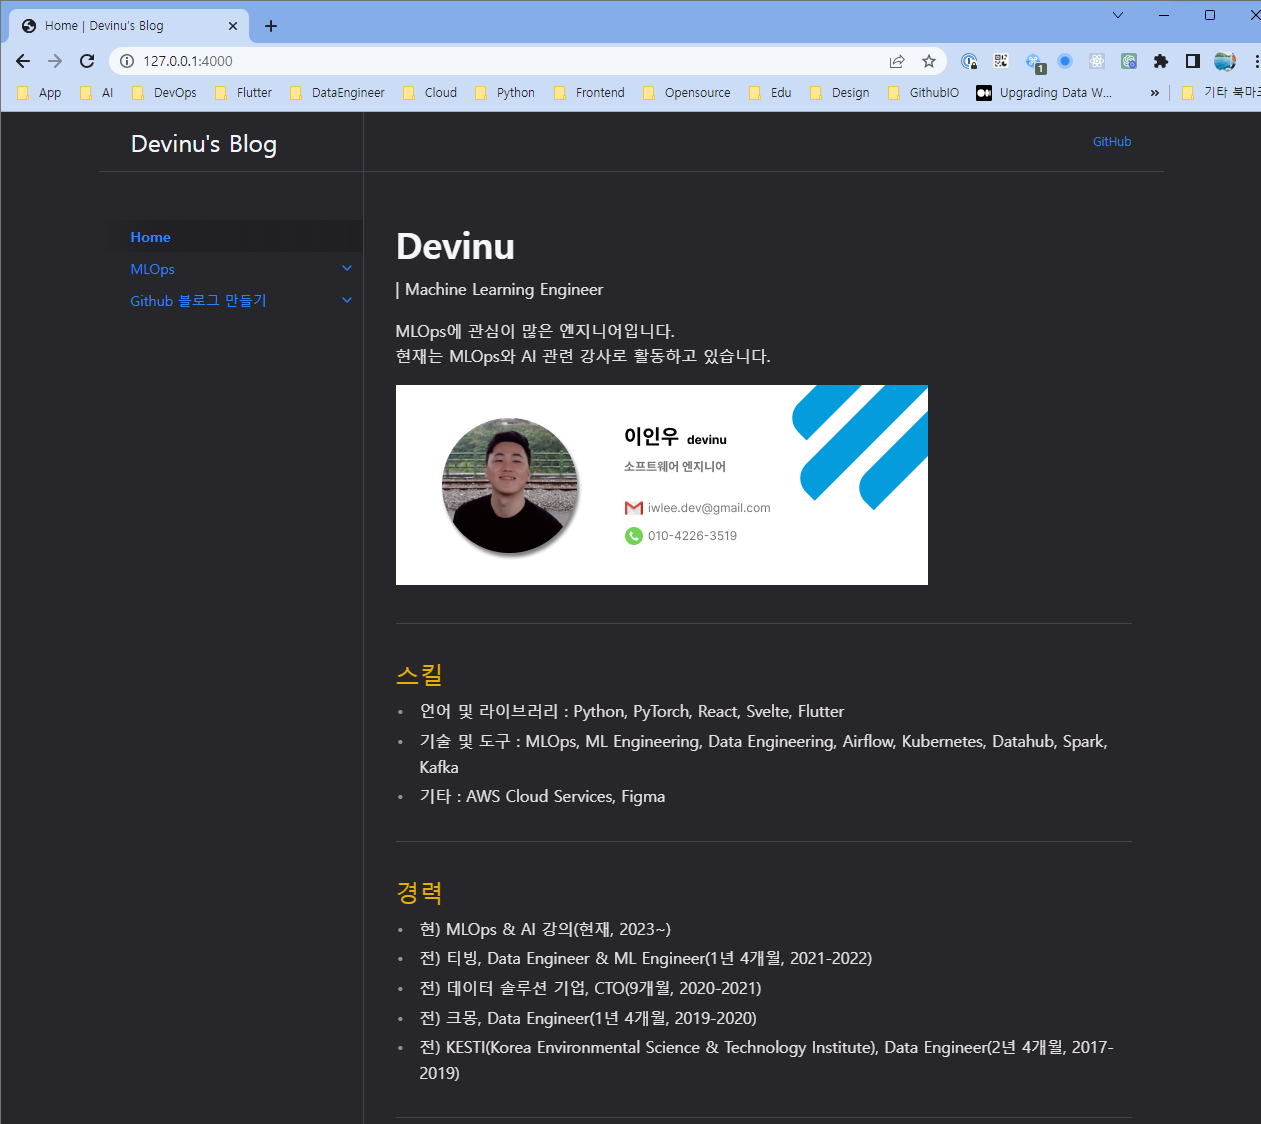 Home | Devinu's Blog
127.0.0.1:4000
1
App AI DevOps Flutter DataEngineer Cloud Python Frontend Opensource Edu Design GithubIO Upgrading Data W... » 기타 북마크
Devinu's Blog
GitHub
Home
MLOps
Github 블로그 만들기
Devinu
| Machine Learning Engineer
MLOps에 관심이 많은 엔지니어입니다.
현재는 MLOps와 AI 관련 강사로 활동하고 있습니다.
이인우 devinu
소프트웨어 엔지니어
iwlee.dev@gmail.com
010-4226-3519
스킬
• 언어 및 라이브러리 : Python, PyTorch, React, Svelte, Flutter
• 기술 및 도구 : MLOps, ML Engineering, Data Engineering, Airflow, Kubernetes, Datahub, Spark,
Kafka
• 기타 : AWS Cloud Services, Figma
경력
• 현) MLOps & AI 강의(현재, 2023~)
• 전) 티빙, Data Engineer & ML Engineer(1년 4개월, 2021-2022)
• 전) 데이터 솔루션 기업, CTO(9개월, 2020-2021)
• 전) 크몽, Data Engineer(1년 4개월, 2019-2020)
• 전) KESTI(Korea Environmental Science & Technology Institute), Data Engineer(2년 4개월, 2017-
2019)